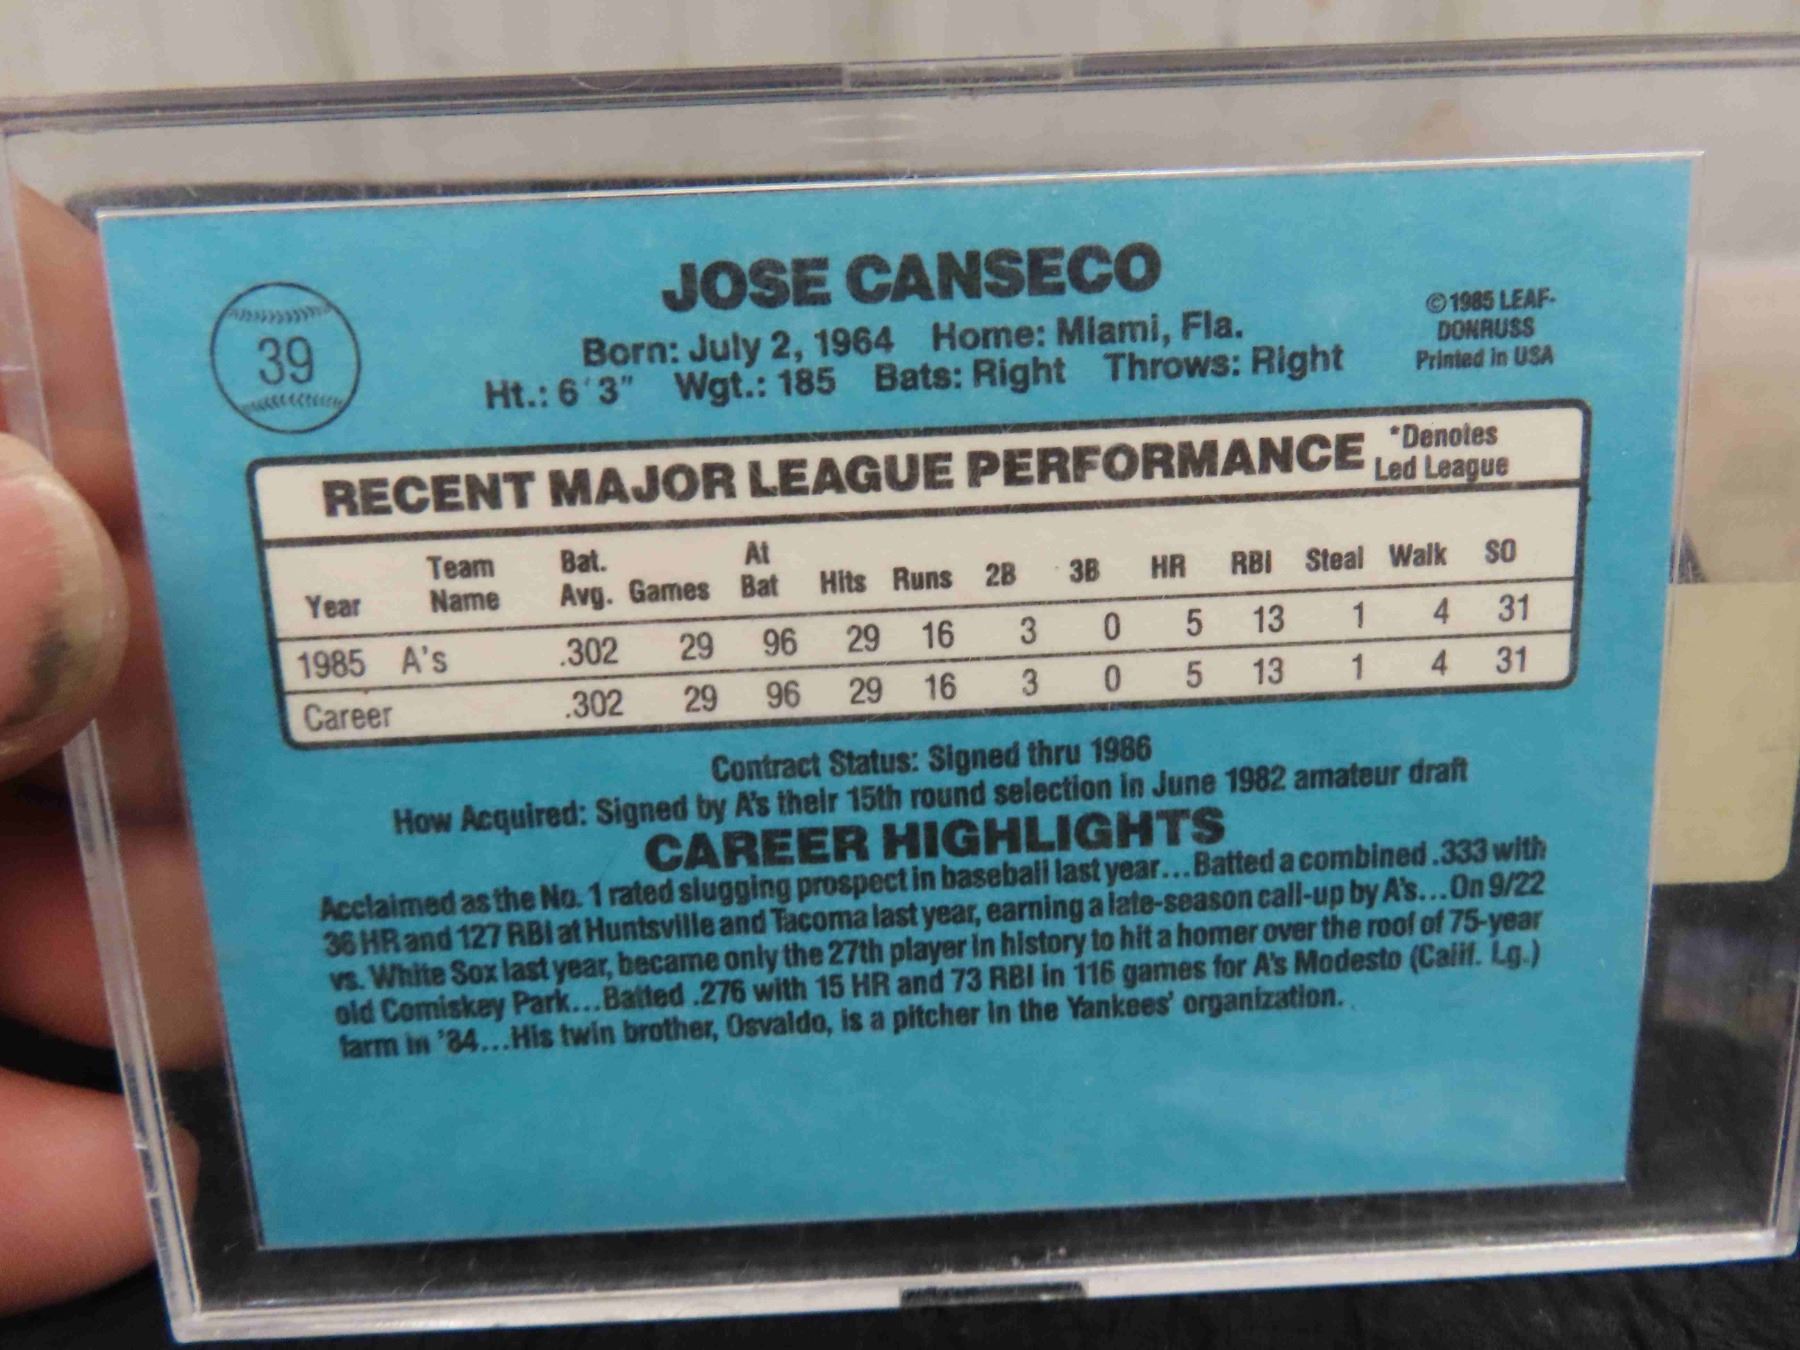 JOSE CANSECO
39
Born: July 2, 1964 Home: Miami, Fla.
Ht.: 6'3" Wgt.: 185 Bats: Right Throws: Right
©1985 LEAF-
DONRUSS
Printed in USA
RECENT MAJOR LEAGUE PERFORMANCE
*Denotes
Led League
Year Team Name Bat. Avg. Games At Bat Hits Runs 2B 3B HR RBI Steal Walk SO
1985 A's .302 29 96 29 16 3 0 5 13 1 4 31
Career .302 29 96 29 16 3 0 5 13 1 4 31
Contract Status: Signed thru 1986
How Acquired: Signed by A's their 15th round selection in June 1982 amateur draft
CAREER HIGHLIGHTS
Acclaimed as the No. 1 rated slugging prospect in baseball last year...Batted a combined .333 with
36 HR and 127 RBI at Huntsville and Tacoma last year, earning a late-season call-up by A's...On 9/22
vs. White Sox last year, became only the 27th player in history to hit a homer over the roof of 75-year
old Comiskey Park...Batted .276 with 15 HR and 73 RBI in 116 games for A's Modesto (Calif. Lg.)
farm in '84...His twin brother, Osvaldo, is a pitcher in the Yankees' organization.